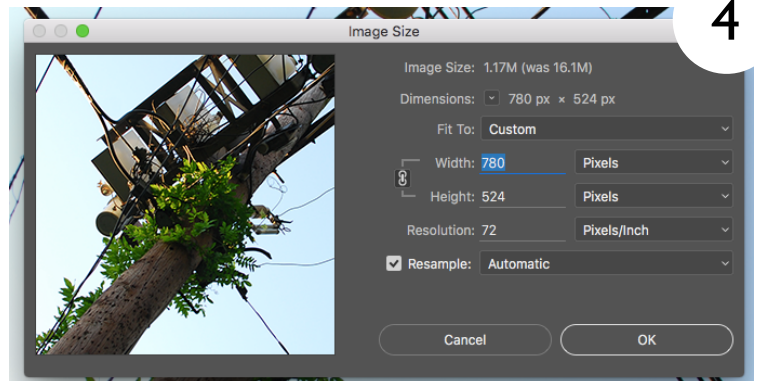 Image Size
4
Image Size: 1.17M (was 16.1M)
Dimensions: 780 px × 524 px
Fit To: Custom
Width: 780 Pixels
Height: 524 Pixels
Resolution: 72 Pixels/Inch
Resample: Automatic
Cancel OK